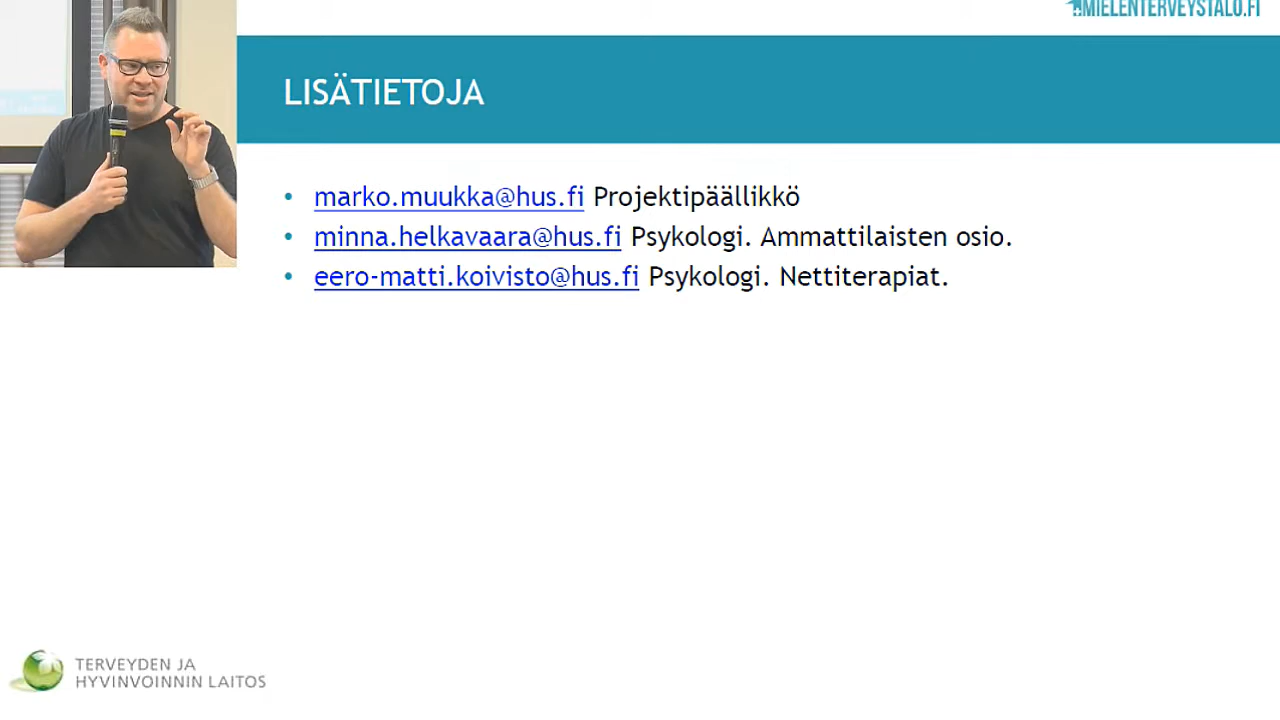 MIELENTERVEYSTALO.FI
LISÄTIETOJA
• marko.muukka@hus.fi Projektipäällikkö
• minna.helkavaara@hus.fi Psykologi. Ammattilaisten osio.
• eero-matti.koivisto@hus.fi Psykologi. Nettiterapiat.
TERVEYDEN JA
HYVINVOINNIN LAITOS